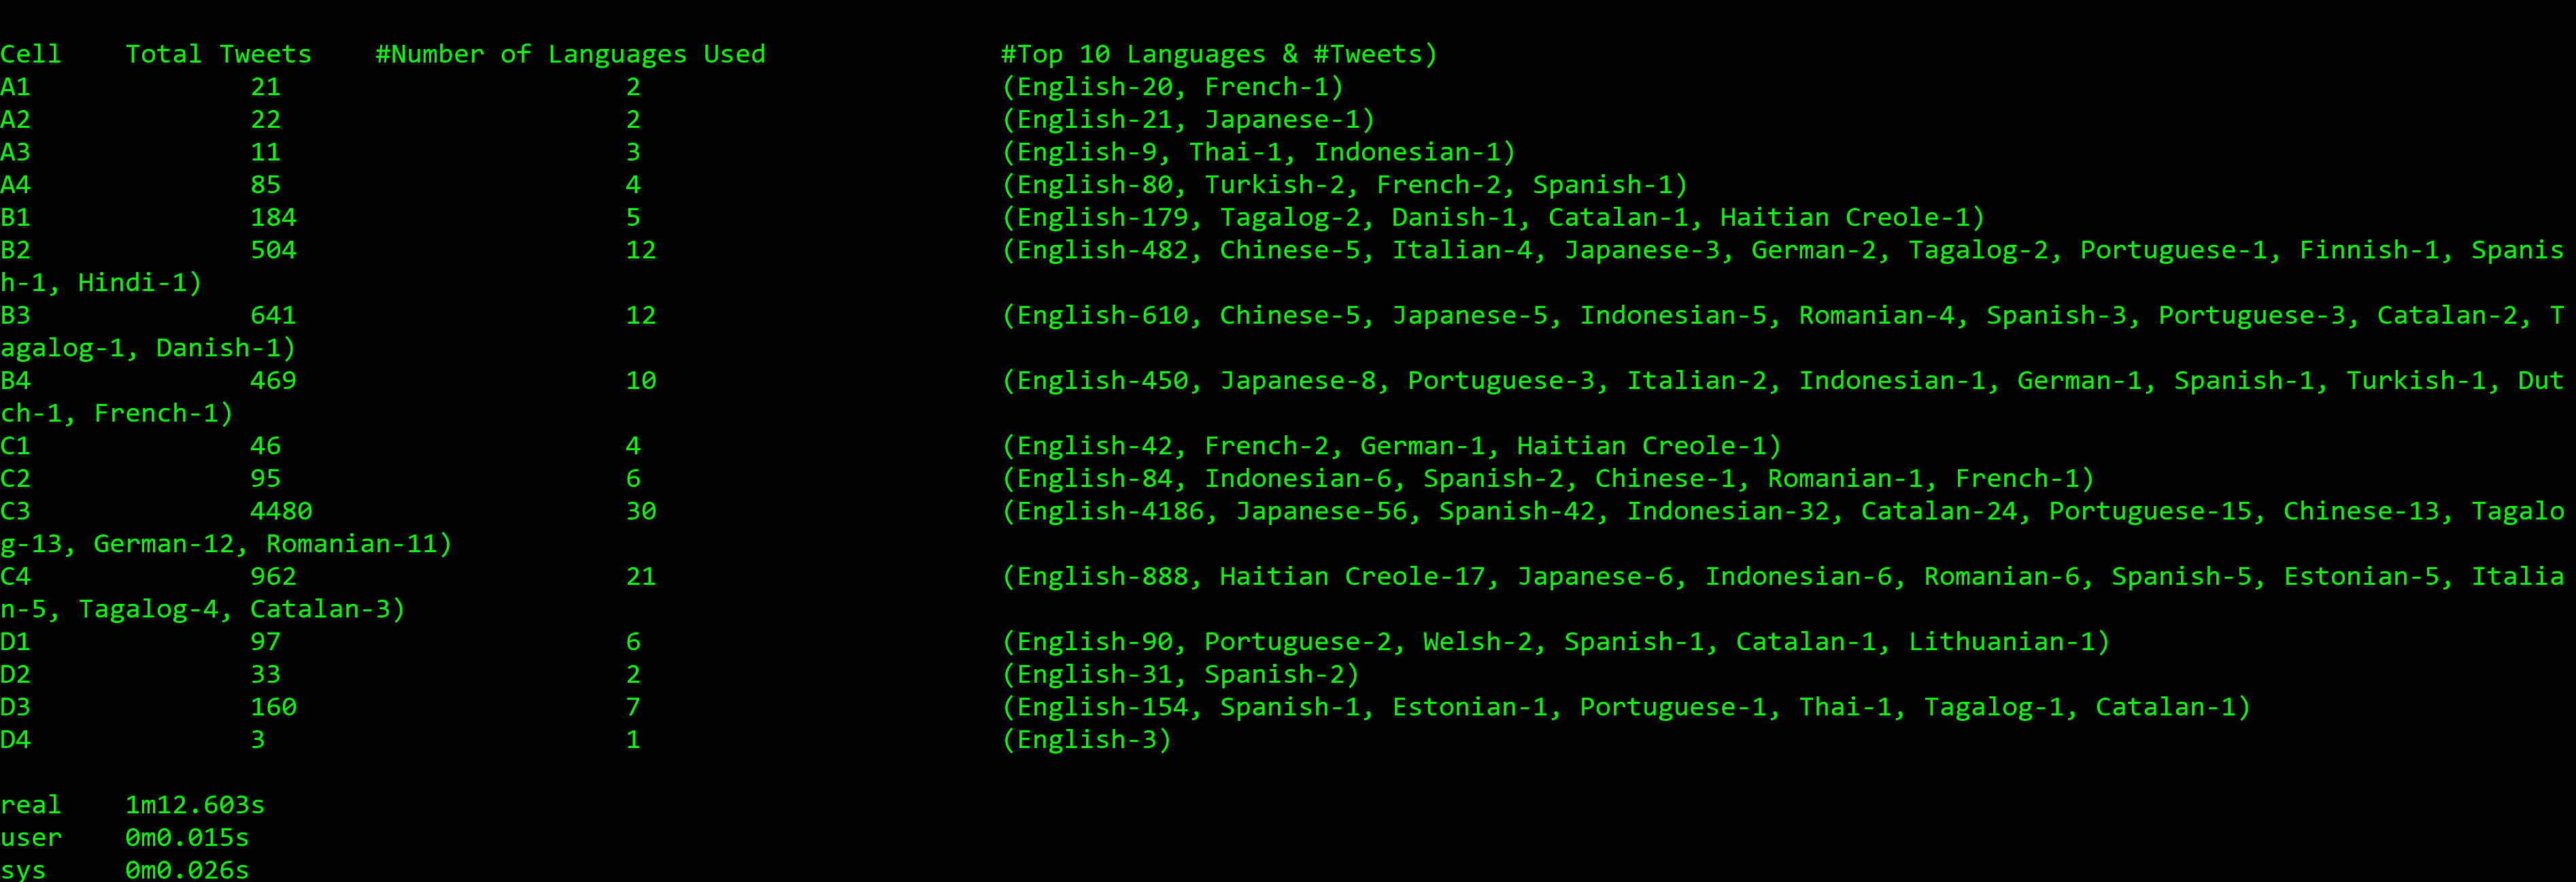 Cell    Total Tweets    #Number of Languages Used               #Top 10 Languages & #Tweets)
A1              21                      2                       (English-20, French-1)
A2              22                      2                       (English-21, Japanese-1)
A3              11                      3                       (English-9, Thai-1, Indonesian-1)
A4              85                      4                       (English-80, Turkish-2, French-2, Spanish-1)
B1              184                     5                       (English-179, Tagalog-2, Danish-1, Catalan-1, Haitian Creole-1)
B2              504                     12                      (English-482, Chinese-5, Italian-4, Japanese-3, German-2, Tagalog-2, Portuguese-1, Finnish-1, Spanis
h-1, Hindi-1)
B3              641                     12                      (English-610, Chinese-5, Japanese-5, Indonesian-5, Romanian-4, Spanish-3, Portuguese-3, Catalan-2, T
agalog-1, Danish-1)
B4              469                     10                      (English-450, Japanese-8, Portuguese-3, Italian-2, Indonesian-1, German-1, Spanish-1, Turkish-1, Dut
ch-1, French-1)
C1              46                      4                       (English-42, French-2, German-1, Haitian Creole-1)
C2              95                      6                       (English-84, Indonesian-6, Spanish-2, Chinese-1, Romanian-1, French-1)
C3              4480                    30                      (English-4186, Japanese-56, Spanish-42, Indonesian-32, Catalan-24, Portuguese-15, Chinese-13, Tagalo
g-13, German-12, Romanian-11)
C4              962                     21                      (English-888, Haitian Creole-17, Japanese-6, Indonesian-6, Romanian-6, Spanish-5, Estonian-5, Italia
n-5, Tagalog-4, Catalan-3)
D1              97                      6                       (English-90, Portuguese-2, Welsh-2, Spanish-1, Catalan-1, Lithuanian-1)
D2              33                      2                       (English-31, Spanish-2)
D3              160                     7                       (English-154, Spanish-1, Estonian-1, Portuguese-1, Thai-1, Tagalog-1, Catalan-1)
D4              3                       1                       (English-3)
real    1m12.603s
user    0m0.015s
sys     0m0.026s